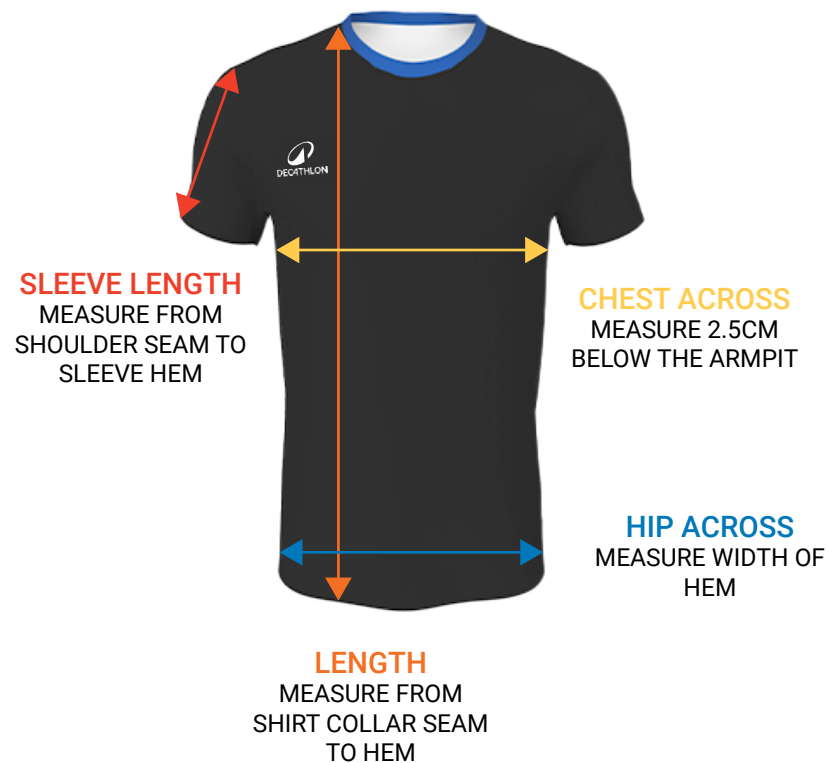 DECATHLON
SLEEVE LENGTH
MEASURE FROM
SHOULDER SEAM TO
SLEEVE HEM
CHEST ACROSS
MEASURE 2.5CM
BELOW THE ARMPIT
HIP ACROSS
MEASURE WIDTH OF
HEM
LENGTH
MEASURE FROM
SHIRT COLLAR SEAM
TO HEM